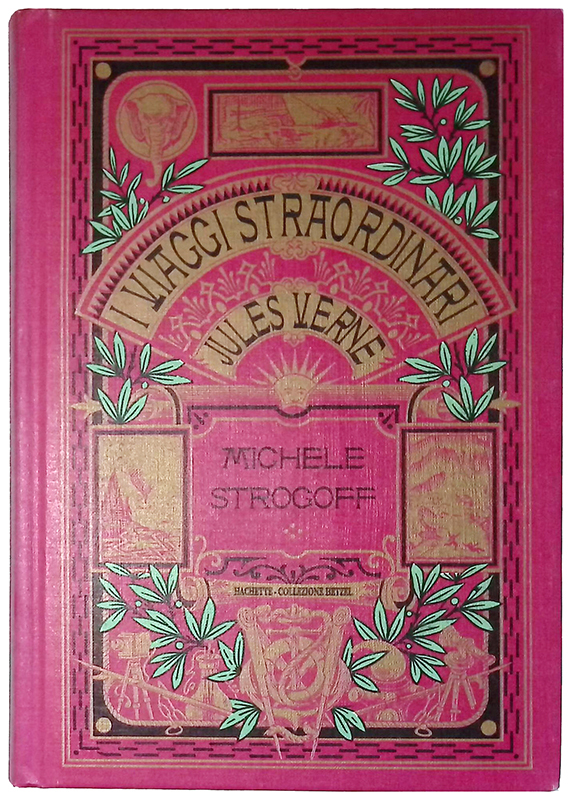 I VIAGGI STRAORDINARI
JULES VERNE
MICHELE
STROGOFF
HACHETTE - COLLEZIONE HETZEL